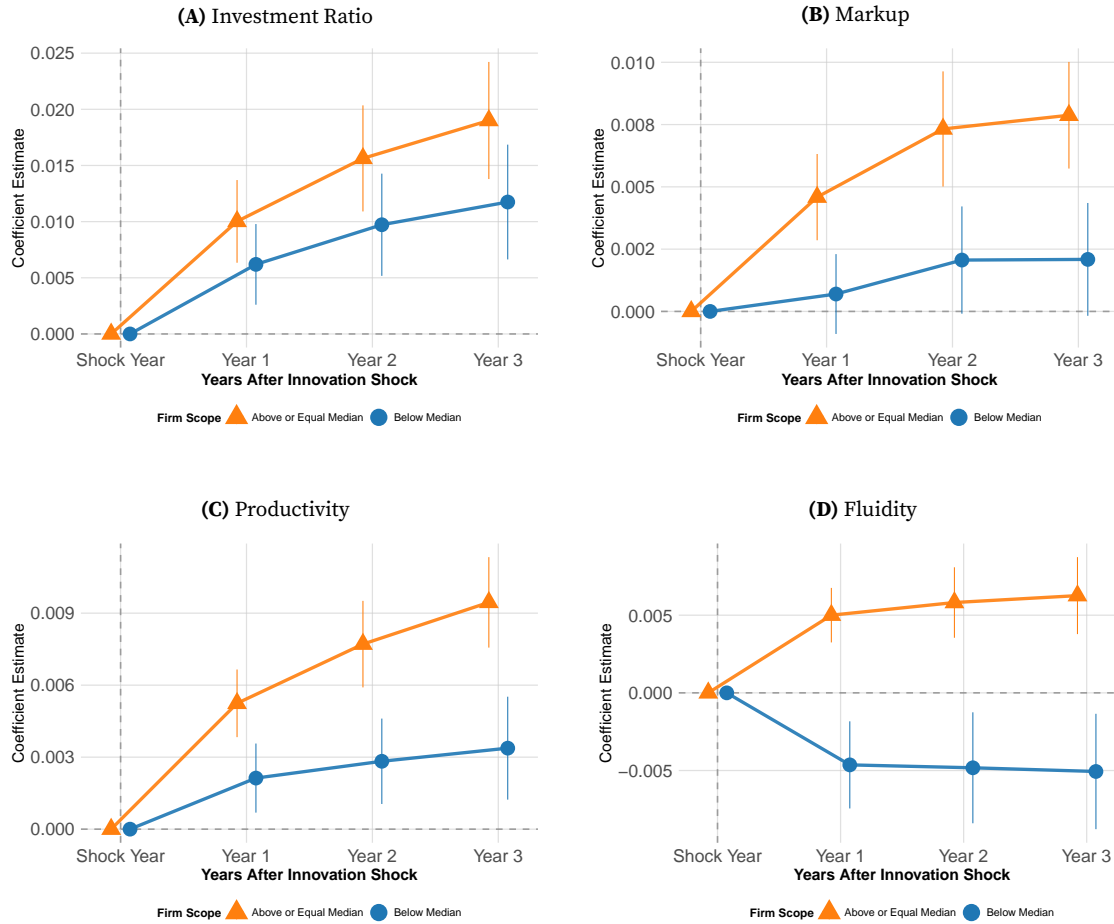 (A) Investment Ratio
0.025
0.020
0.015
0.010
0.005
0.000
Coefficient Estimate
Shock Year Year 1 Year 2 Year 3
Years After Innovation Shock
Firm Scope Above or Equal Median Below Median
(B) Markup
0.010
0.008
0.005
0.002
0.000
Coefficient Estimate
Shock Year Year 1 Year 2 Year 3
Years After Innovation Shock
Firm Scope Above or Equal Median Below Median
(C) Productivity
0.009
0.006
0.003
0.000
Coefficient Estimate
Shock Year Year 1 Year 2 Year 3
Years After Innovation Shock
Firm Scope Above or Equal Median Below Median
(D) Fluidity
0.005
0.000
−0.005
Coefficient Estimate
Shock Year Year 1 Year 2 Year 3
Years After Innovation Shock
Firm Scope Above or Equal Median Below Median